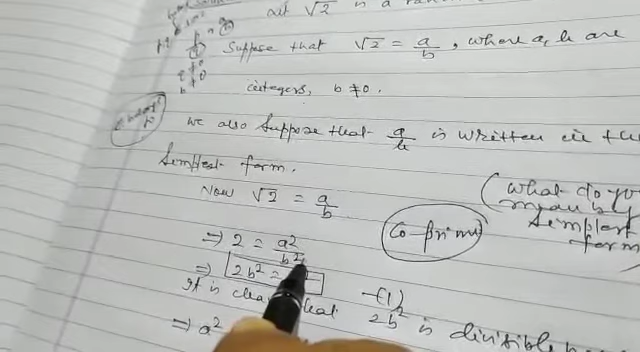 √2 is a
Suppose that √2 = a/b, where a, b are
integers, b ≠ 0.
we also Suppose that a/b is written in the
Simplest form.
Now √2 = a/b
(what do you
mean by
Simplest
form
Co-prime
⇒ 2 = a²/b²
⇒ 2b² =
-(1)
It is clear that 2b² is divisible
⇒ a²